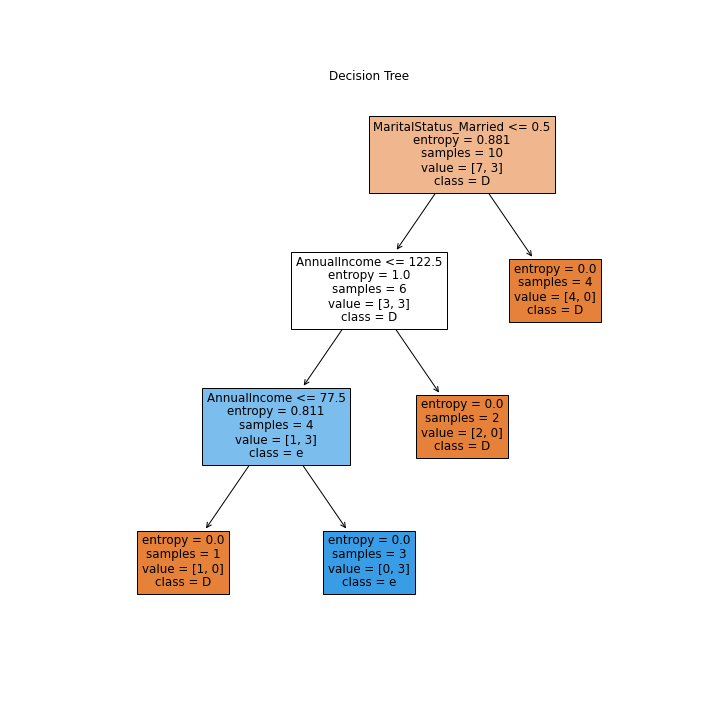 Decision Tree
MaritalStatus_Married <= 0.5
entropy = 0.881
samples = 10
value = [7, 3]
class = D
AnnualIncome <= 122.5
entropy = 1.0
samples = 6
value = [3, 3]
class = D
entropy = 0.0
samples = 4
value = [4, 0]
class = D
AnnualIncome <= 77.5
entropy = 0.811
samples = 4
value = [1, 3]
class = e
entropy = 0.0
samples = 2
value = [2, 0]
class = D
entropy = 0.0
samples = 1
value = [1, 0]
class = D
entropy = 0.0
samples = 3
value = [0, 3]
class = e